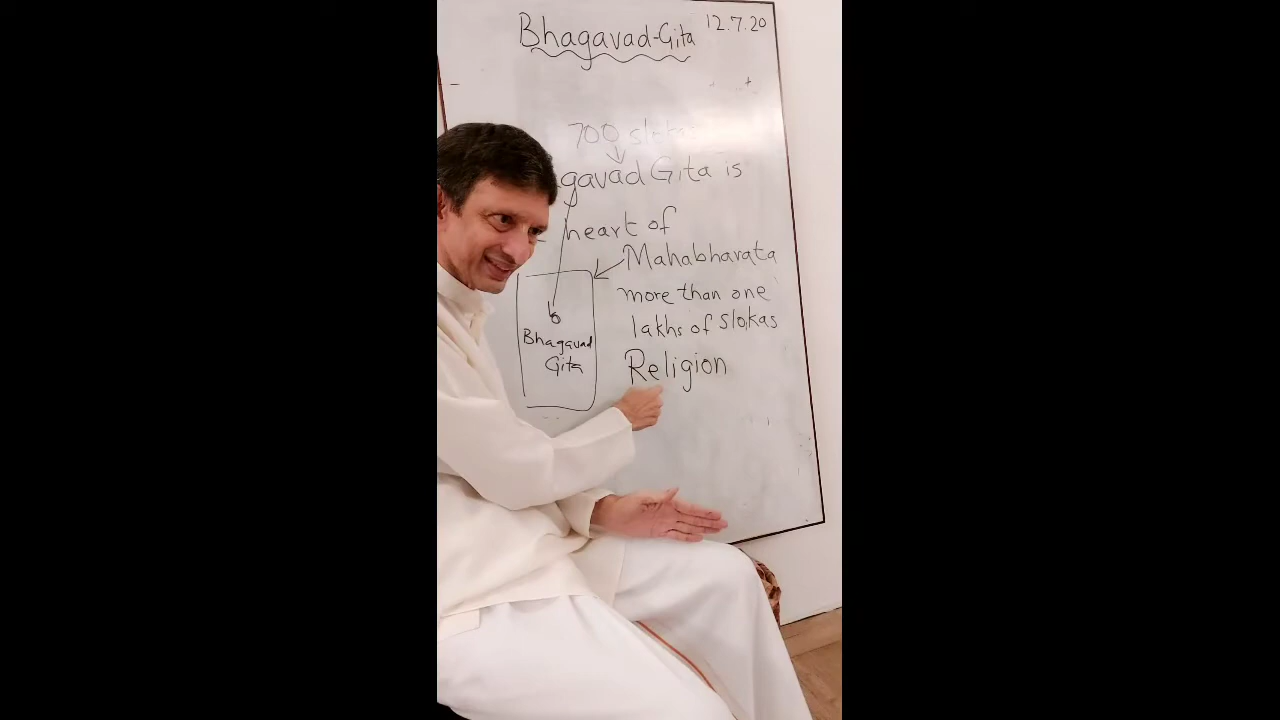 Bhagavad-Gita 12.7.20
700 slokas
gavad Gita is
heart of
Mahabharata
more than one
lakhs of slokas
Bhagavad
Gita
Religion